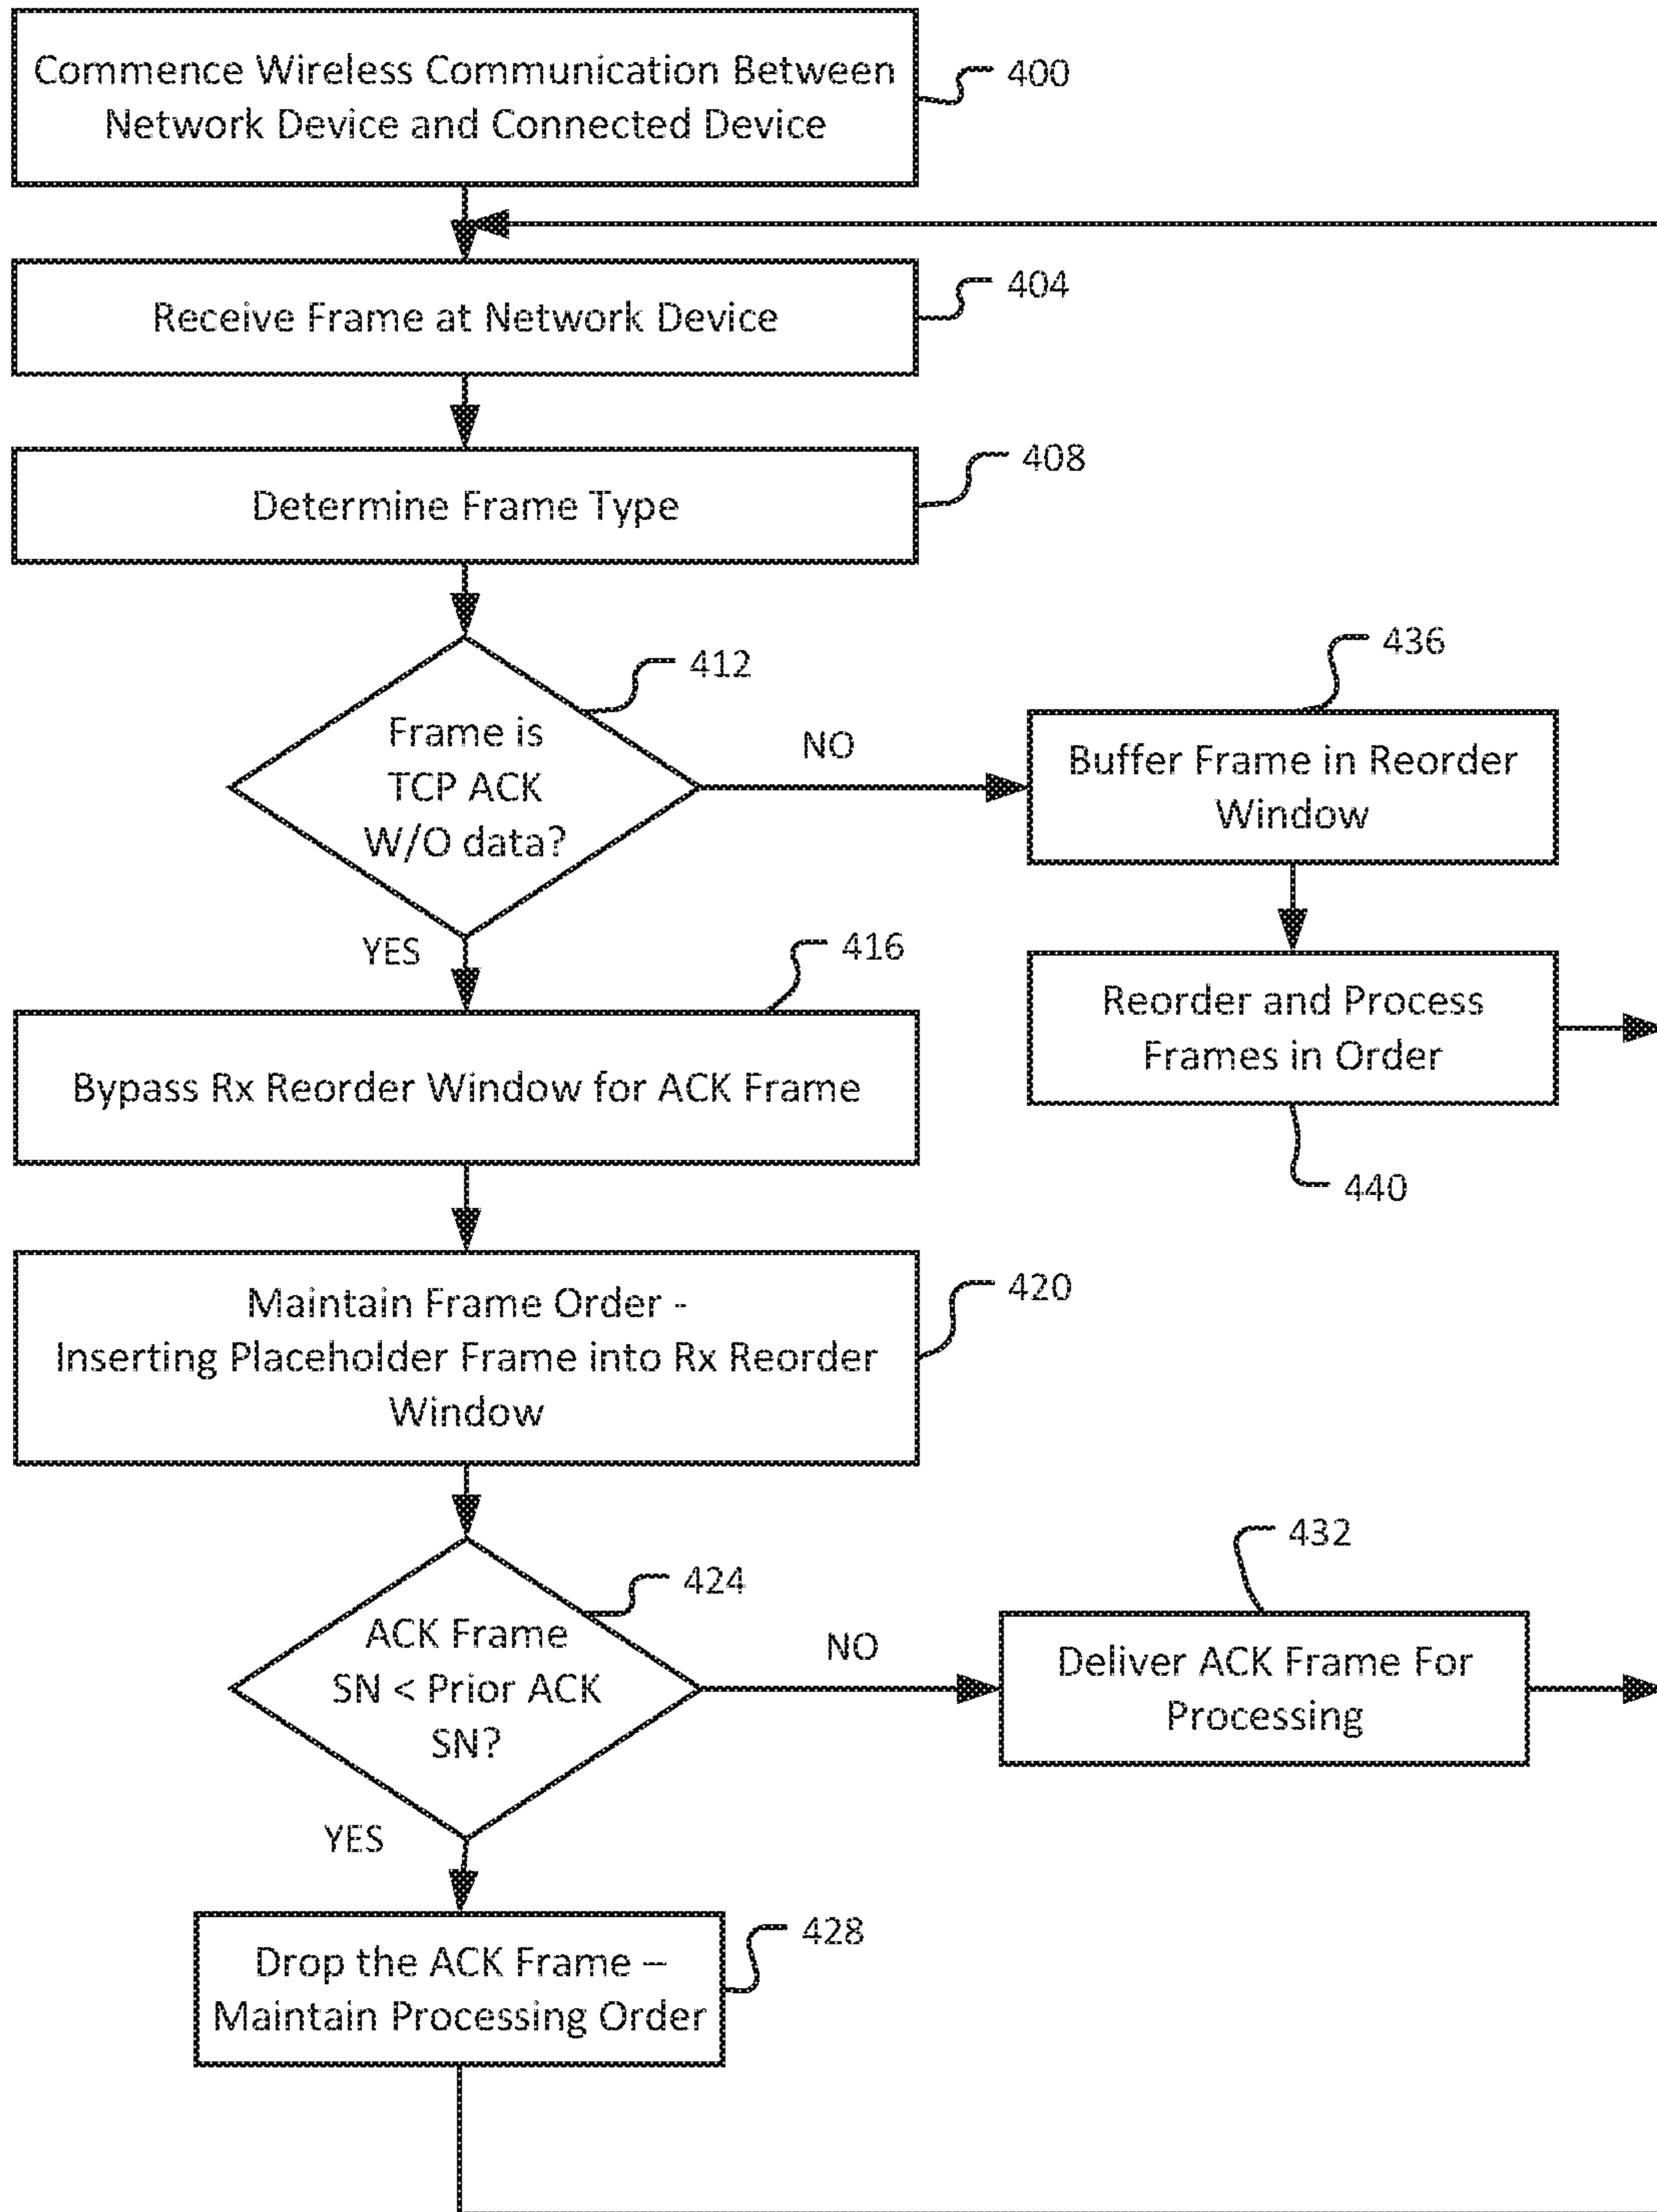 Commence Wireless Communication Between
Network Device and Connected Device
400
Receive Frame at Network Device
404
Determine Frame Type
408
Frame is
TCP ACK
W/O data?
412
NO
YES
436
Buffer Frame in Reorder
Window
Reorder and Process
Frames in Order
440
416
Bypass Rx Reorder Window for ACK Frame
Maintain Frame Order -
Inserting Placeholder Frame into Rx Reorder
Window
420
ACK Frame
SN < Prior ACK
SN?
424
NO
YES
432
Deliver ACK Frame For
Processing
Drop the ACK Frame –
Maintain Processing Order
428